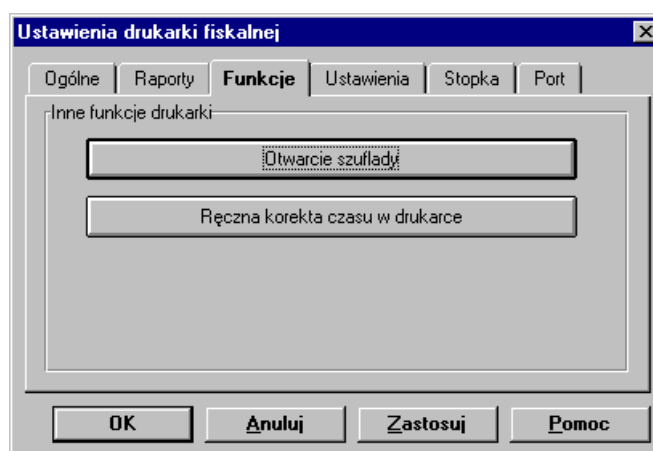 Ustawienia drukarki fiskalnej
Ogólne Raporty Funkcje Ustawienia Stopka Port
Inne funkcje drukarki
Otwarcie szuflady
Ręczna korekta czasu w drukarce
OK Anuluj Zastosuj Pomoc